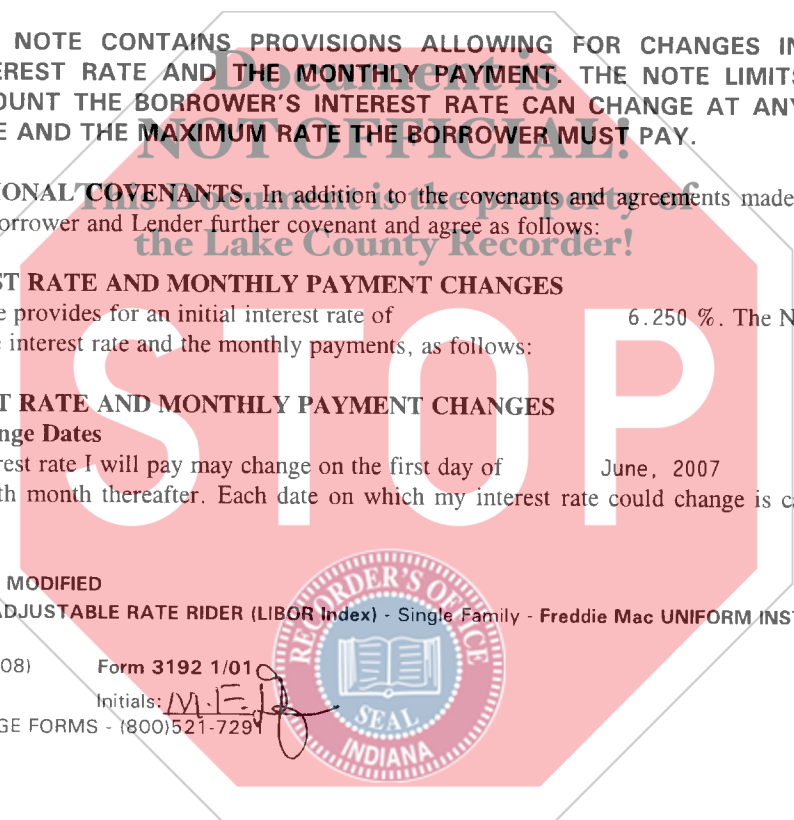 NOTE CONTAINS PROVISIONS ALLOWING FOR CHANGES IN
EREST RATE AND THE MONTHLY PAYMENT. THE NOTE LIMITS
OUNT THE BORROWER'S INTEREST RATE CAN CHANGE AT ANY
E AND THE MAXIMUM RATE THE BORROWER MUST PAY.
Document is
NOT OFFICIAL!
This Document is the property of
the Lake County Recorder!
IONAL COVENANTS. In addition to the covenants and agreements made
orrower and Lender further covenant and agree as follows:
ST RATE AND MONTHLY PAYMENT CHANGES
e provides for an initial interest rate of 6.250 %. The N
e interest rate and the monthly payments, as follows:
STOP
T RATE AND MONTHLY PAYMENT CHANGES
nge Dates
rest rate I will pay may change on the first day of June, 2007
th month thereafter. Each date on which my interest rate could change is ca
MODIFIED
ADJUSTABLE RATE RIDER (LIBOR Index) - Single Family - Freddie Mac UNIFORM INST
08) Form 3192 1/01
Initials:
GE FORMS - (800)521-7291
RECORDER'S OFFICE
SEAL
INDIANA